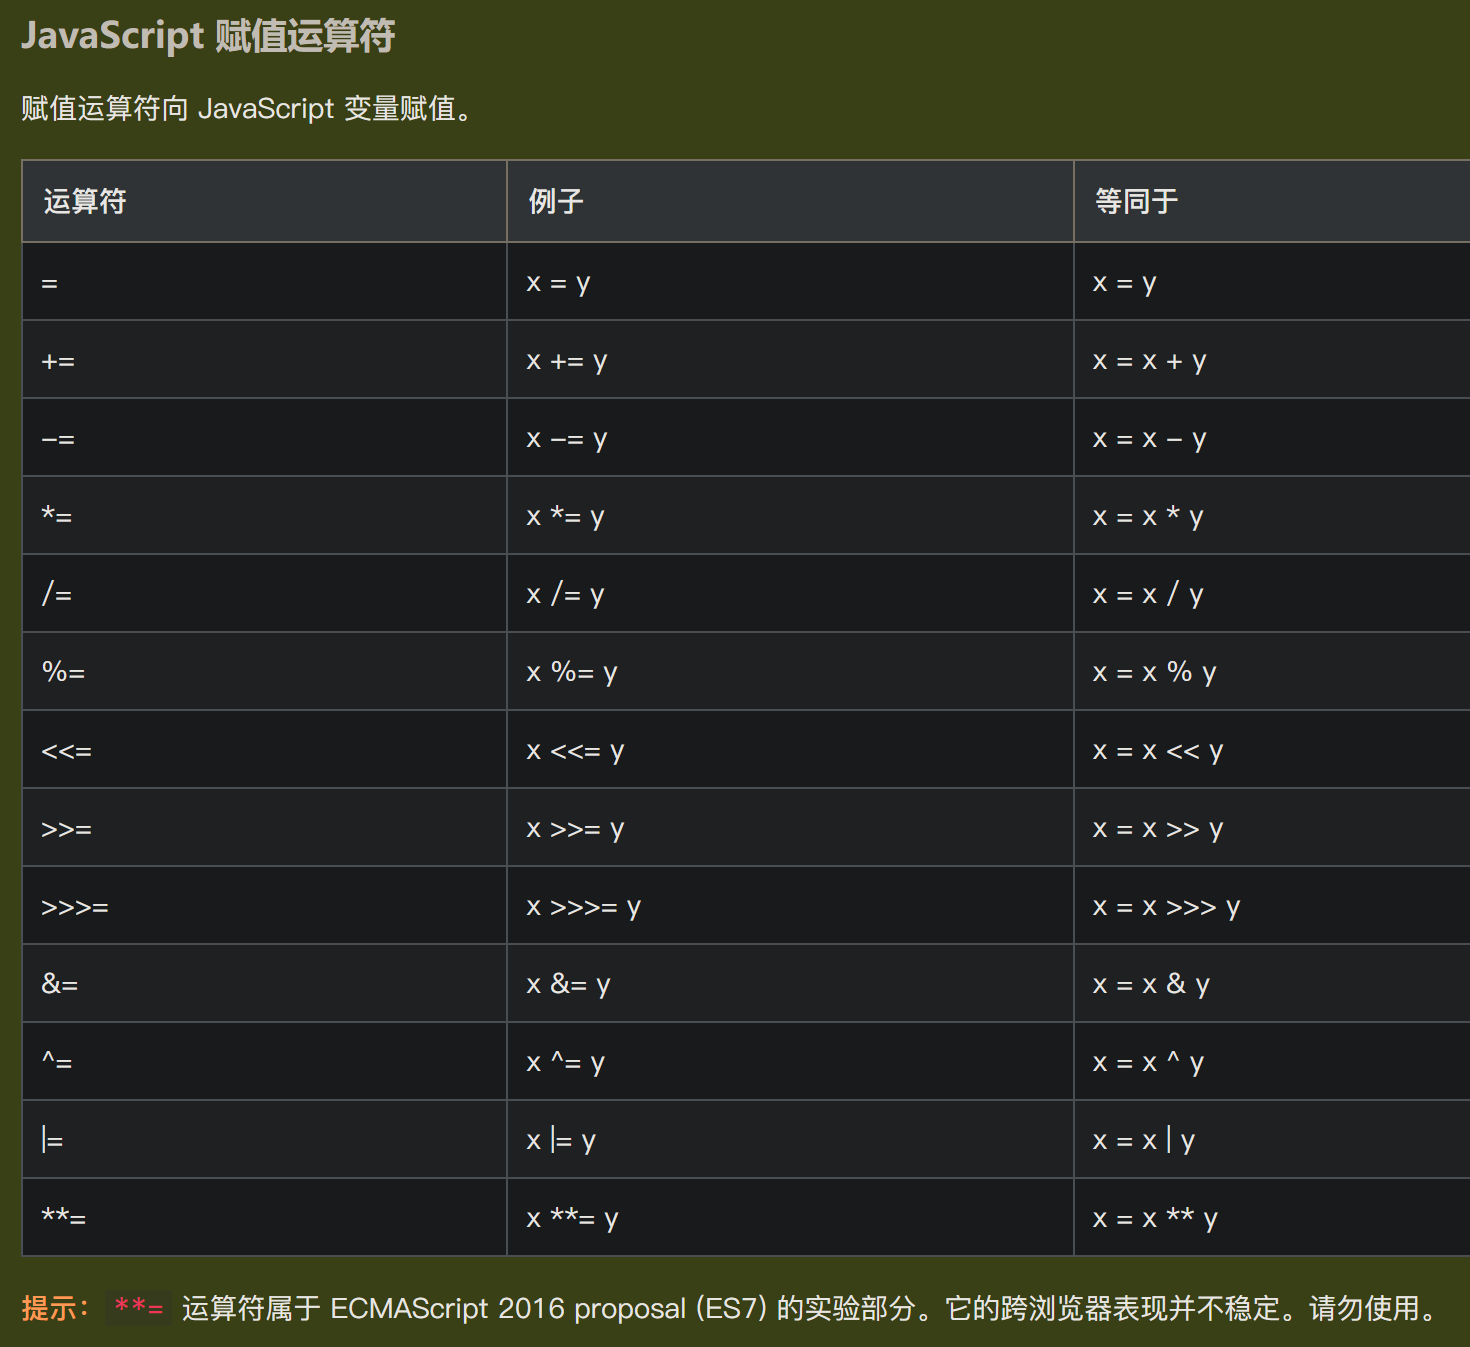 JavaScript 赋值运算符
赋值运算符向 JavaScript 变量赋值。
运算符 例子 等同于
= x = y x = y
+= x += y x = x + y
-= x -= y x = x - y
*= x *= y x = x * y
/= x /= y x = x / y
%= x %= y x = x % y
<<= x <<= y x = x << y
>>= x >>= y x = x >> y
>>>= x >>>= y x = x >>> y
&= x &= y x = x & y
^= x ^= y x = x ^ y
|= x |= y x = x | y
**= x **= y x = x ** y
提示： **= 运算符属于 ECMAScript 2016 proposal (ES7) 的实验部分。它的跨浏览器表现并不稳定。请勿使用。